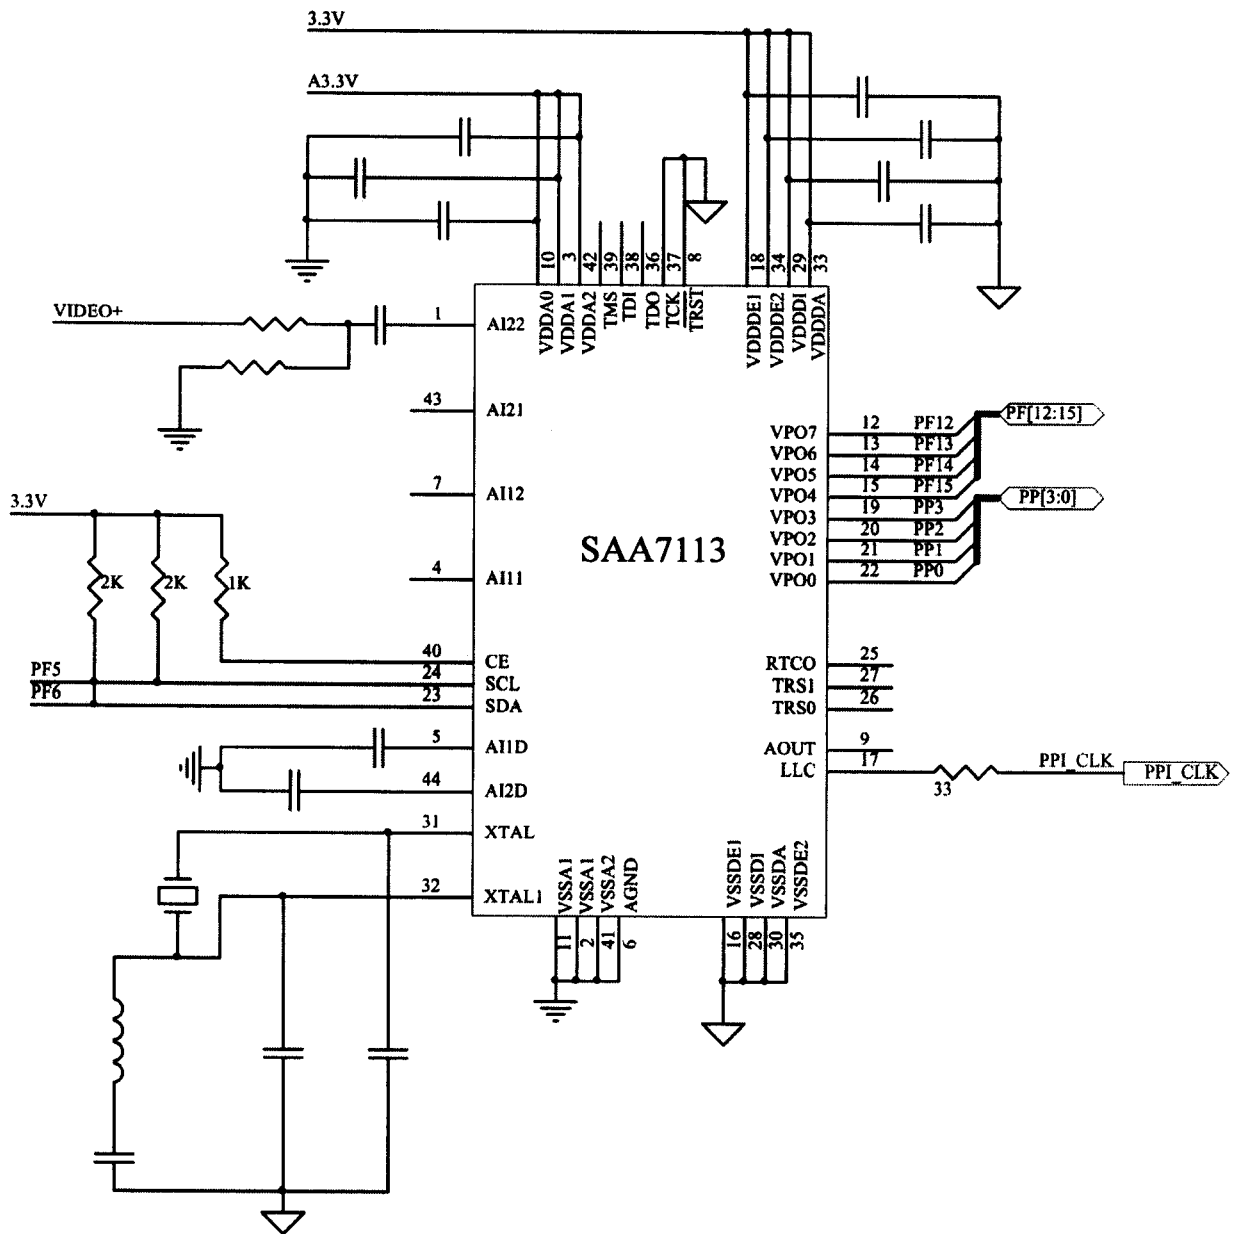 3.3V
A3.3V
10
3
42
39
38
36
37
8
18
34
29
33
VDDA0
VDDA1
VDDA2
TMS
TDI
TDO
TCK
TRST
VDDDE1
VDDDE2
VDDDI
VDDDA
VIDEO+
1
AI22
43
AI21
7
AI12
4
AI11
SAA7113
3.3V
2K
2K
1K
40
CE
PF5
24
SCL
PF6
23
SDA
5
AI1D
44
AI2D
31
XTAL
32
XTAL1
VPO7
12
PF12
VPO6
13
PF13
VPO5
14
PF14
VPO4
15
PF15
VPO3
19
PP3
VPO2
20
PP2
VPO1
21
PP1
VPO0
22
PP0
PF[12:15]
PP[3:0]
RTCO
25
TRS1
27
TRS0
26
AOUT
9
LLC
17
33
PPI_CLK
PPI_CLK
VSSA1
VSSA1
VSSA2
AGND
VSSDE1
VSSDI
VSSDA
VSSDE2
11
2
41
6
16
28
30
35